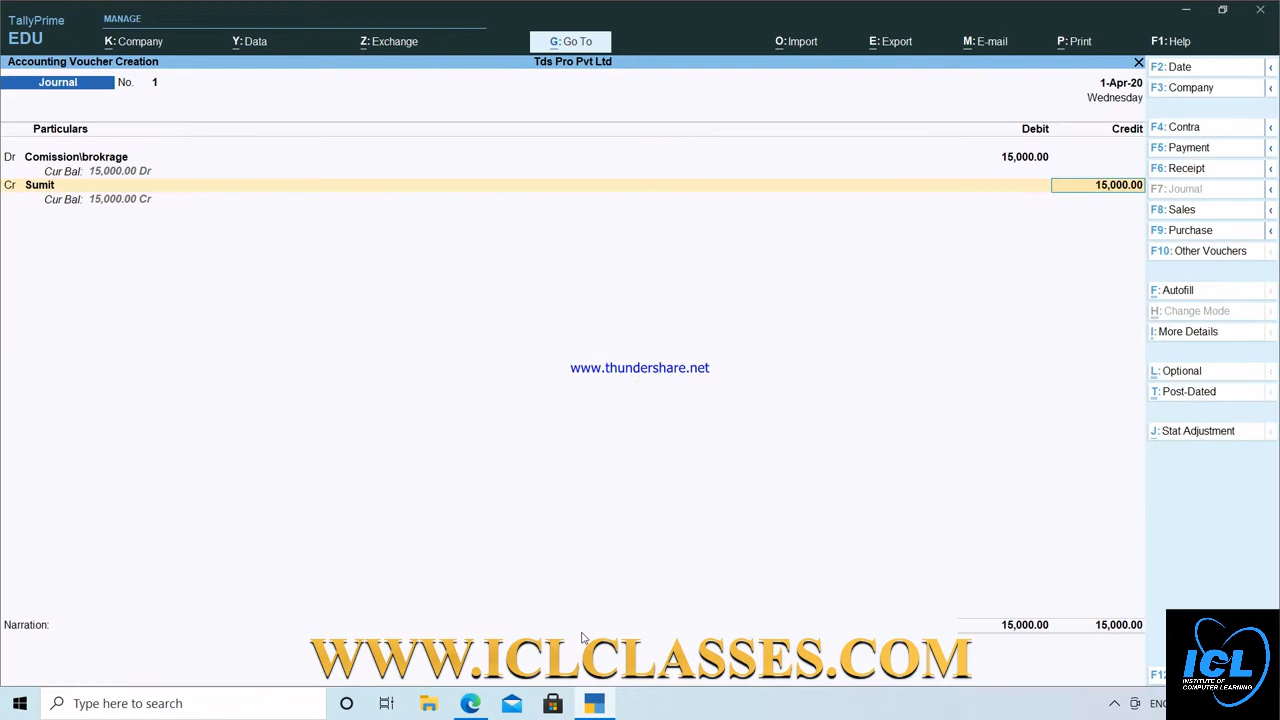 TallyPrime
EDU
MANAGE
K: Company
Y: Data
Z: Exchange
G: Go To
O: Import
E: Export
M: E-mail
P: Print
F1: Help
Accounting Voucher Creation
Tds Pro Pvt Ltd
Journal No. 1
1-Apr-20
Wednesday
Particulars Debit Credit
Dr Comission\brokrage 15,000.00
Cur Bal: 15,000.00 Dr
Cr Sumit 15,000.00
Cur Bal: 15,000.00 Cr
www.thundershare.net
Narration: 15,000.00 15,000.00
F2: Date
F3: Company
F4: Contra
F5: Payment
F6: Receipt
F7: Journal
F8: Sales
F9: Purchase
F10: Other Vouchers
F: Autofill
H: Change Mode
I: More Details
L: Optional
T: Post-Dated
J: Stat Adjustment
F12
WWW.ICLCLASSES.COM
ICL
INSTITUTE OF
COMPUTER LEARNING
Type here to search
ENG